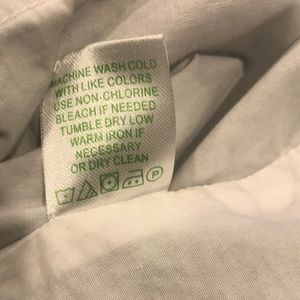 MACHINE WASH COLD
WITH LIKE COLORS
USE NON-CHLORINE
BLEACH IF NEEDED
TUMBLE DRY LOW
WARM IRON IF
NECESSARY
OR DRY CLEAN
P